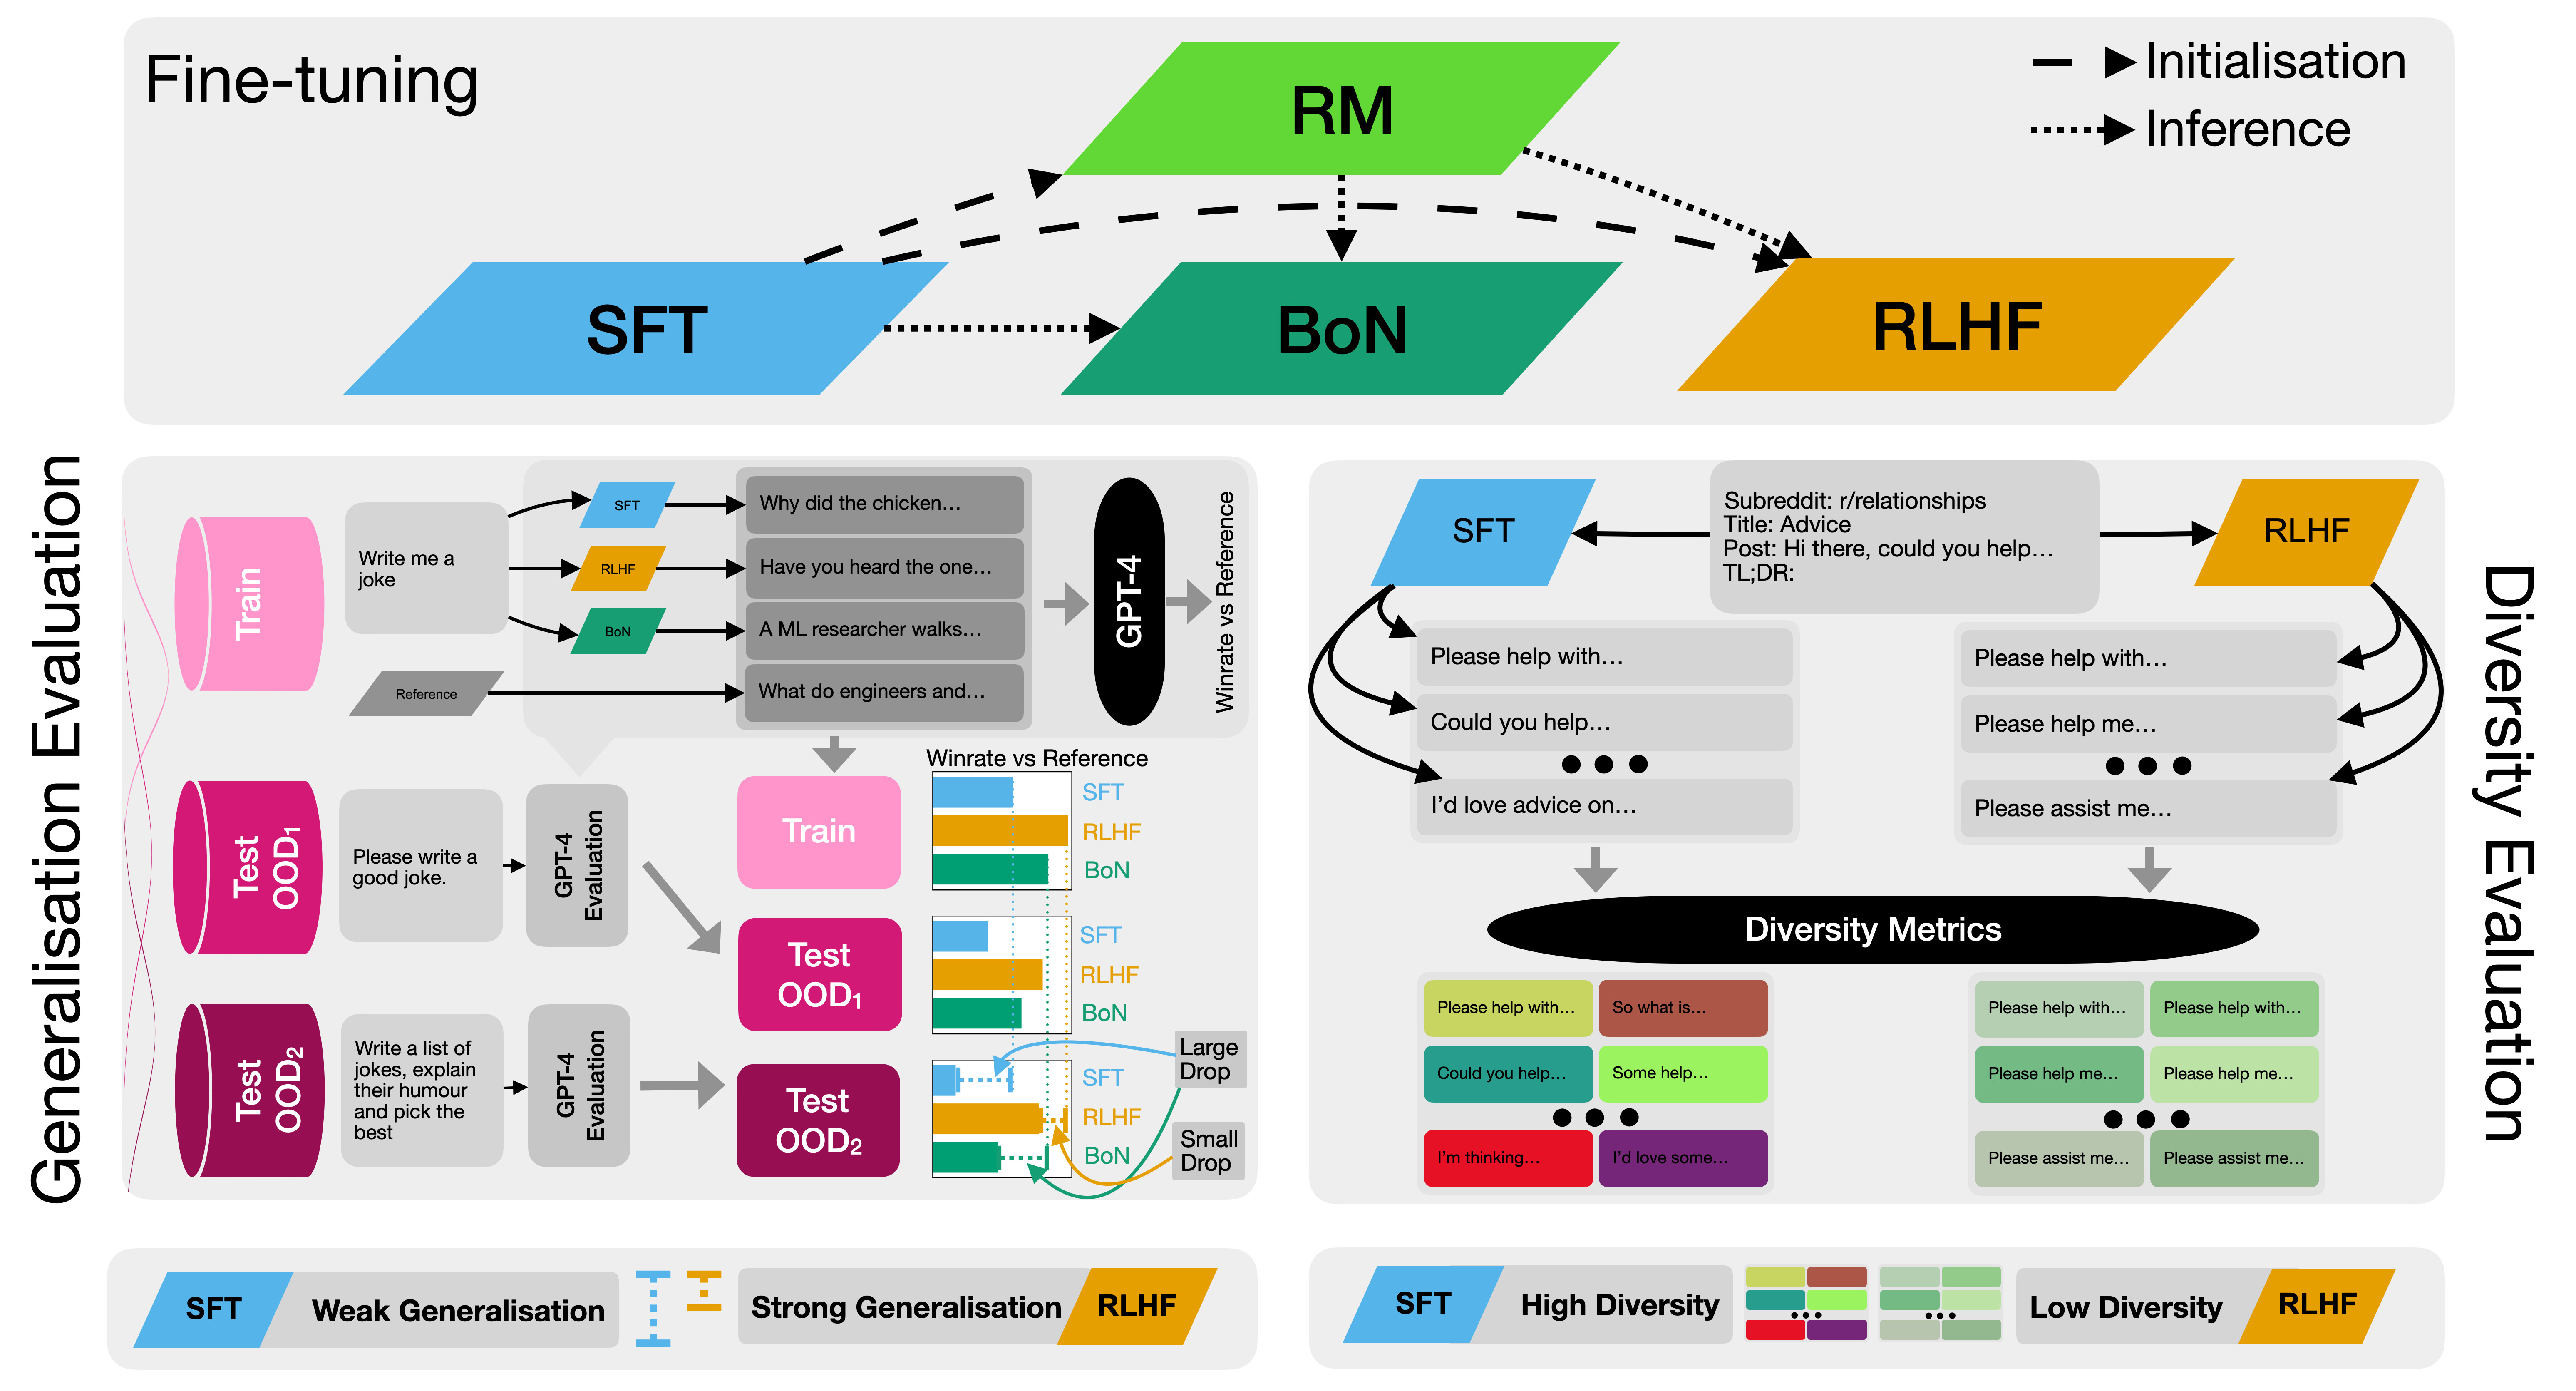 Fine-tuning
RM
Initialisation
Inference
SFT
BoN
RLHF
Generalisation Evaluation
Train
Write me a
joke
SFT
RLHF
BoN
Reference
Why did the chicken...
Have you heard the one...
A ML researcher walks...
What do engineers and...
GPT-4
Winrate vs Reference
Test
OOD1
Please write a
good joke.
GPT-4
Evaluation
Test
OOD2
Write a list of
jokes, explain
their humour
and pick the
best
GPT-4
Evaluation
Winrate vs Reference
Train
SFT
RLHF
BoN
Test
OOD1
SFT
RLHF
BoN
Test
OOD2
SFT
RLHF
BoN
Large
Drop
Small
Drop
SFT
Weak Generalisation
Strong Generalisation
RLHF
Diversity Evaluation
SFT
Subreddit: r/relationships
Title: Advice
Post: Hi there, could you help...
TL;DR:
RLHF
Please help with...
Could you help...
I'd love advice on...
Please help with...
Please help me...
Please assist me...
Diversity Metrics
Please help with...
So what is...
Could you help...
Some help...
I'm thinking...
I'd love some...
Please help with...
Please help with...
Please help me...
Please help me...
Please assist me...
Please assist me...
SFT
High Diversity
Low Diversity
RLHF